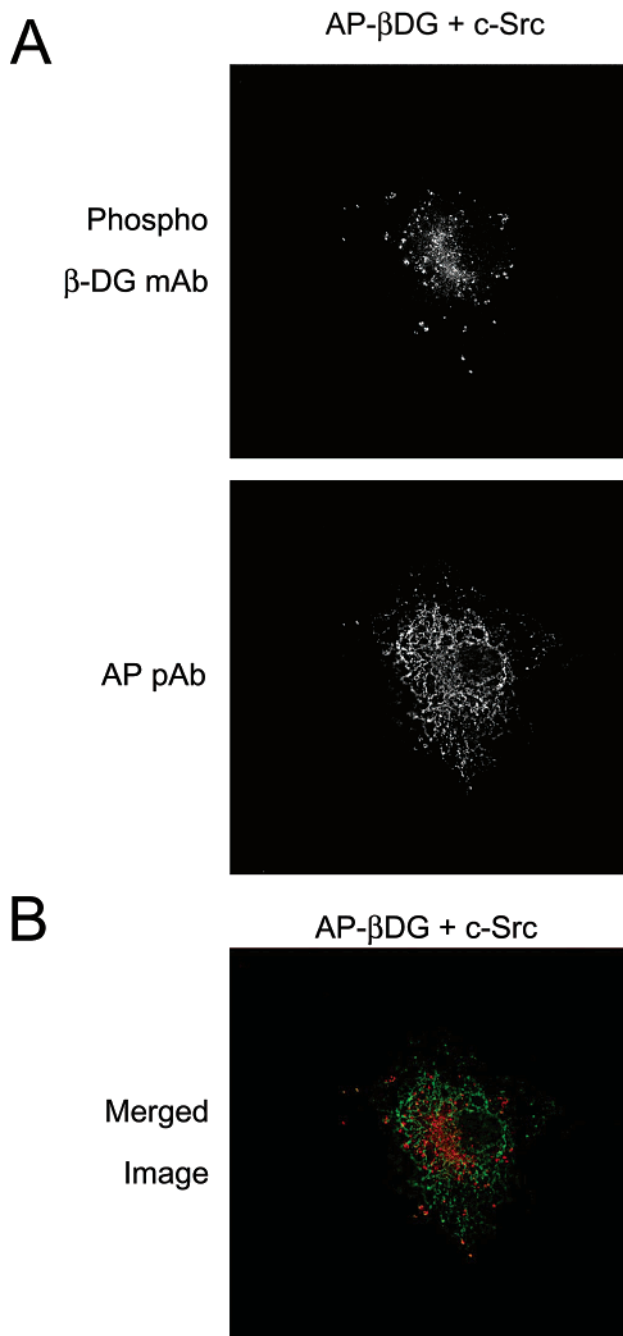 A
AP-βDG + c-Src
Phospho
β-DG mAb
AP pAb
B
AP-βDG + c-Src
Merged
Image